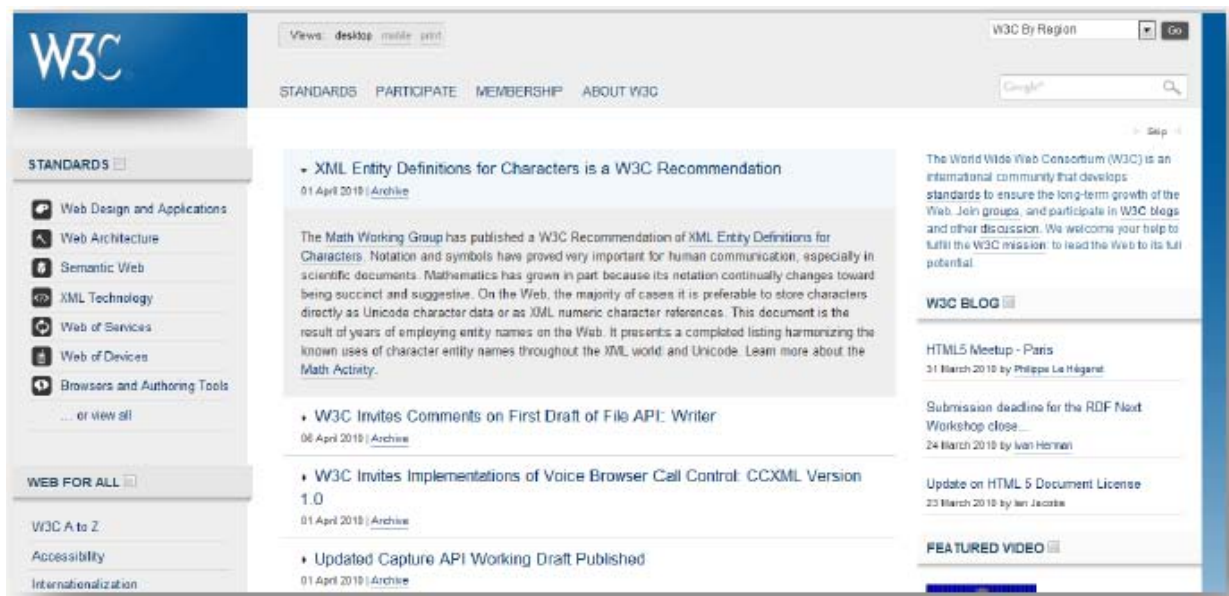 W3C
Views: desktop mobile print
W3C By Region
Go
STANDARDS PARTICIPATE MEMBERSHIP ABOUT W3C
Google™
Skip
STANDARDS
Web Design and Applications
Web Architecture
Semantic Web
XML Technology
Web of Services
Web of Devices
Browsers and Authoring Tools
… or view all
WEB FOR ALL
W3C A to Z
Accessibility
Internationalization
XML Entity Definitions for Characters is a W3C Recommendation
01 April 2010 | Archive
The Math Working Group has published a W3C Recommendation of XML Entity Definitions for
Characters. Notation and symbols have proved very important for human communication, especially in
scientific documents. Mathematics has grown in part because its notation continually changes toward
being succinct and suggestive. On the Web, the majority of cases it is preferable to store characters
directly as Unicode character data or as XML numeric character references. This document is the
result of years of employing entity names on the Web. It presents a completed listing harmonizing the
known uses of character entity names throughout the XML world and Unicode. Learn more about the
Math Activity.
W3C Invites Comments on First Draft of File API: Writer
06 April 2010 | Archive
W3C Invites Implementations of Voice Browser Call Control: CCXML Version
1.0
01 April 2010 | Archive
Updated Capture API Working Draft Published
01 April 2010 | Archive
The World Wide Web Consortium (W3C) is an
international community that develops
standards to ensure the long-term growth of the
Web. Join groups, and participate in W3C blogs
and other discussion. We welcome your help to
fulfill the W3C mission: to lead the Web to its full
potential.
W3C BLOG
HTML5 Meetup - Paris
31 March 2010 by Philippe Le Hégaret
Submission deadline for the RDF Next
Workshop close...
24 March 2010 by Ivan Herman
Update on HTML 5 Document License
23 March 2010 by Ian Jacobs
FEATURED VIDEO